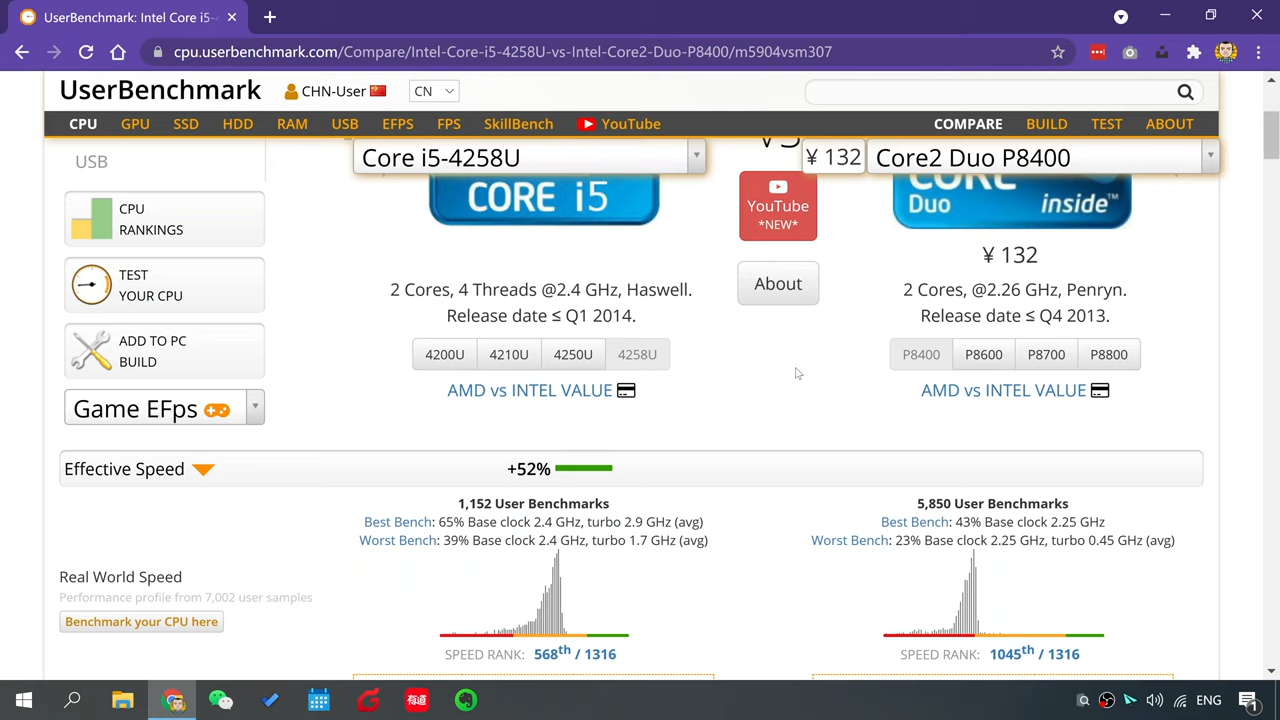 UserBenchmark: Intel Core i5-
cpu.userbenchmark.com/Compare/Intel-Core-i5-4258U-vs-Intel-Core2-Duo-P8400/m5904vsm307
UserBenchmark CHN-User CN
CPU GPU SSD HDD RAM USB EFPS FPS SkillBench YouTube COMPARE BUILD TEST ABOUT
USB
Core i5-4258U
¥ 132 Core2 Duo P8400
CPU
RANKINGS
TEST
YOUR CPU
ADD TO PC
BUILD
Game EFps
CORE i5
YouTube
*NEW*
About
Duo inside™
¥ 132
2 Cores, 4 Threads @2.4 GHz, Haswell.
Release date ≤ Q1 2014.
4200U 4210U 4250U 4258U
AMD vs INTEL VALUE
2 Cores, @2.26 GHz, Penryn.
Release date ≤ Q4 2013.
P8400 P8600 P8700 P8800
AMD vs INTEL VALUE
Effective Speed +52%
1,152 User Benchmarks
Best Bench: 65% Base clock 2.4 GHz, turbo 2.9 GHz (avg)
Worst Bench: 39% Base clock 2.4 GHz, turbo 1.7 GHz (avg)
5,850 User Benchmarks
Best Bench: 43% Base clock 2.25 GHz
Worst Bench: 23% Base clock 2.25 GHz, turbo 0.45 GHz (avg)
Real World Speed
Performance profile from 7,002 user samples
Benchmark your CPU here
SPEED RANK: 568th / 1316
SPEED RANK: 1045th / 1316
有道
ENG
1